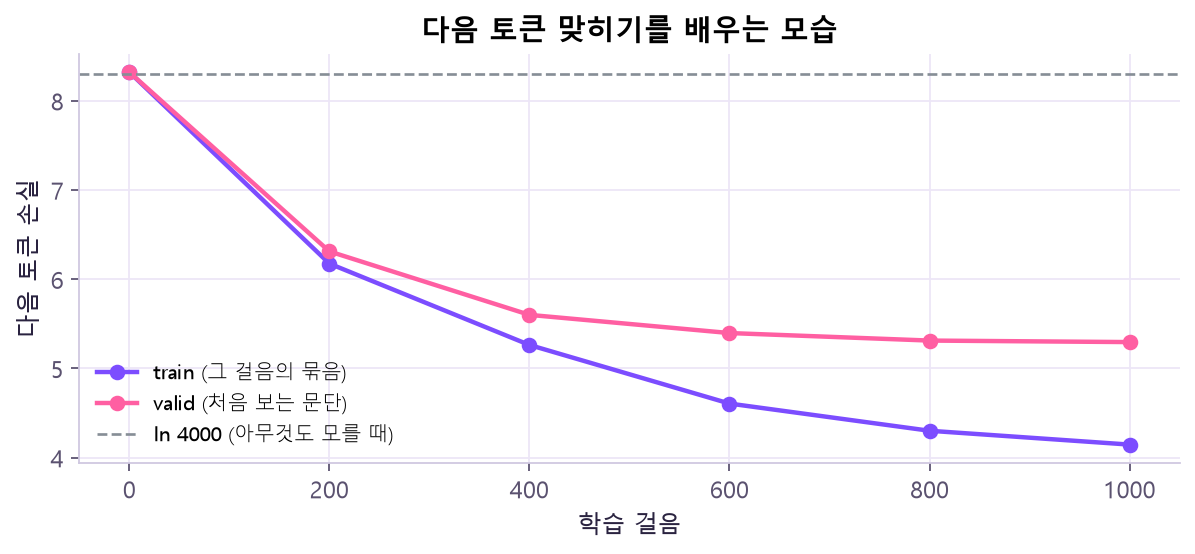 다음 토큰 맞히기를 배우는 모습
다음 토큰 손실
8
7
6
5
4
train (그 걸음의 묶음)
valid (처음 보는 문단)
ln 4000 (아무것도 모를 때)
0 200 400 600 800 1000
학습 걸음